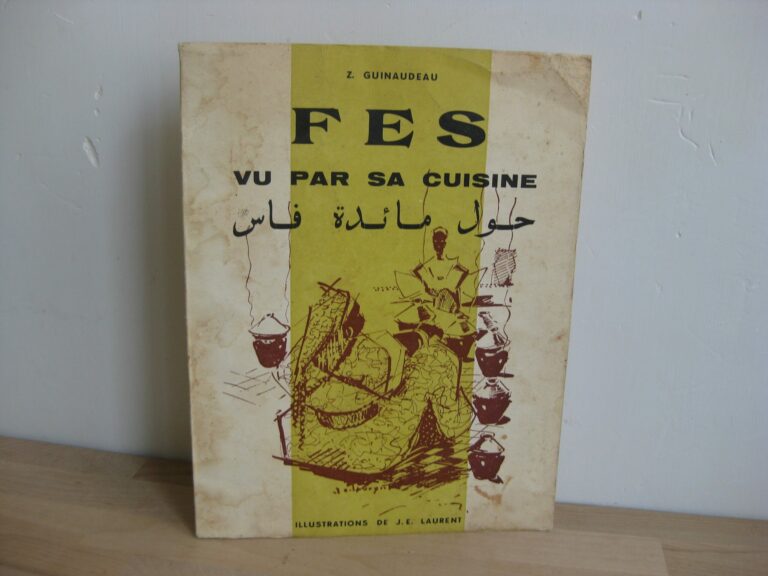 Z. GUINAUDEAU
FES
VU PAR SA CUISINE
حول مائدة فاس
ILLUSTRATIONS DE J. E. LAURENT